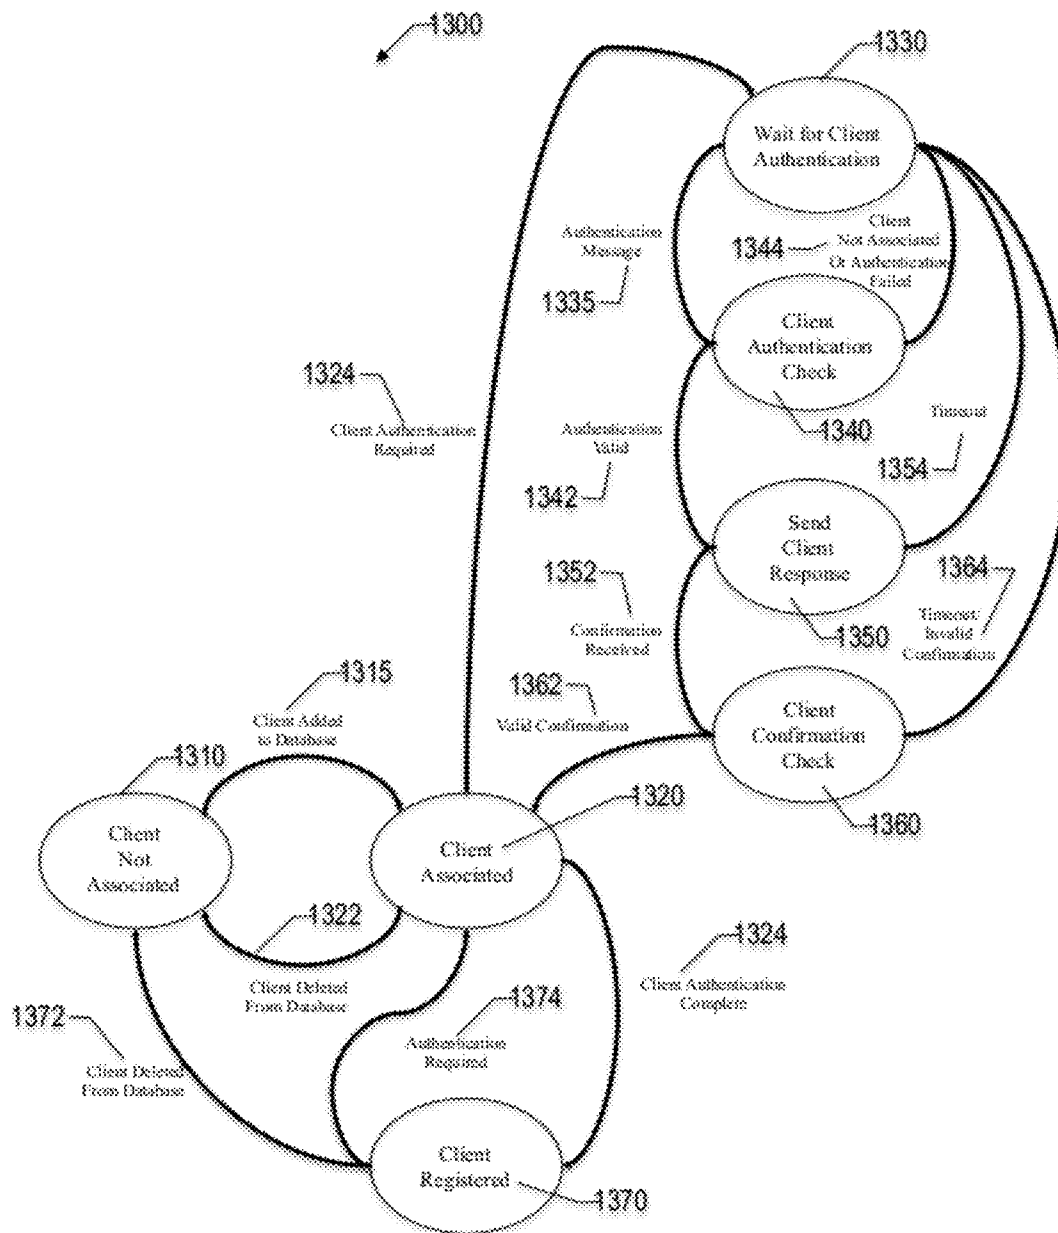 1300
1330
Wait for Client
Authentication
Client
Not Associated
Or Authentication
Failed
1344
Authentication
Message
1335
Client
Authentication
Check
1340
1324
Client Authentication
Required
Authentication
Valid
1342
Timeout
1354
Send
Client
Response
1350
1352
Confirmation
Received
1364
Timeout/
Invalid
Confirmation
1362
Valid Confirmation
Client
Confirmation
Check
1360
1315
Client Added
to Database
1310
Client
Not
Associated
1320
Client
Associated
1322
Client Deleted
From Database
1324
Client Authentication
Complete
1372
Client Deleted
From Database
1374
Authentication
Required
Client
Registered
1370